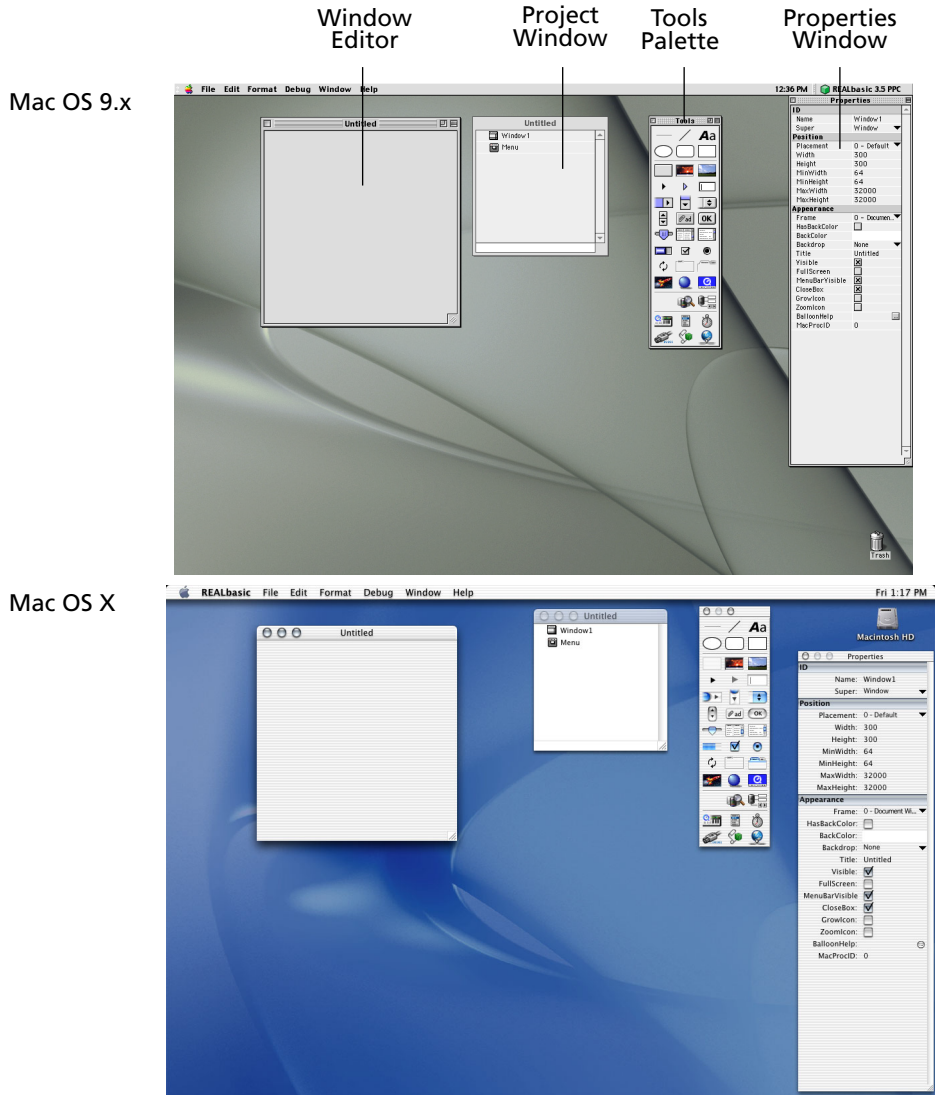 Window Editor
Project Window
Tools Palette
Properties Window
Mac OS 9.x
File Edit Format Debug Window Help
12:36 PM REALbasic 3.5 PPC
Untitled
Untitled
Window1
Menu
Tools
Aa
ad OK
Properties
ID
Name Window1
Super Window
Position
Placement 0 - Default
Width 300
Height 300
MinWidth 64
MinHeight 64
MaxWidth 32000
MaxHeight 32000
Appearance
Frame 0 - Documen..
HasBackColor
BackColor
Backdrop None
Title Untitled
Visible
FullScreen
MenuBarVisible
CloseBox
GrowIcon
ZoomIcon
BalloonHelp
MacProcID 0
Trash
Mac OS X
REALbasic File Edit Format Debug Window Help
Fri 1:17 PM
Untitled
Untitled
Window1
Menu
Aa
ad OK
Macintosh HD
Properties
ID
Name: Window1
Super: Window
Position
Placement: 0 - Default
Width: 300
Height: 300
MinWidth: 64
MinHeight: 64
MaxWidth: 32000
MaxHeight: 32000
Appearance
Frame: 0 - Document Wi...
HasBackColor:
BackColor:
Backdrop: None
Title: Untitled
Visible:
FullScreen:
MenuBarVisible
CloseBox:
GrowIcon:
ZoomIcon:
BalloonHelp:
MacProcID: 0